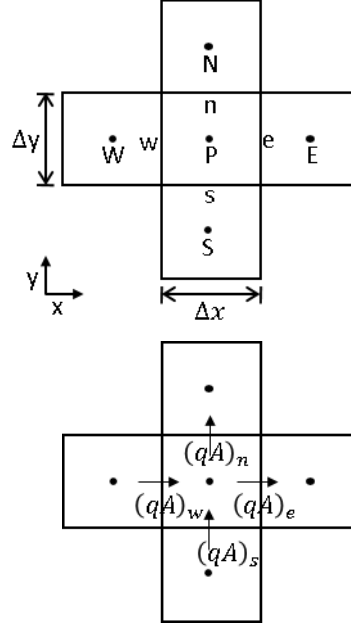 N
n
Δy
W w P e E
s
S
y
x
Δx
(qA)ₙ
(qA)w (qA)ₑ
(qA)ₛ